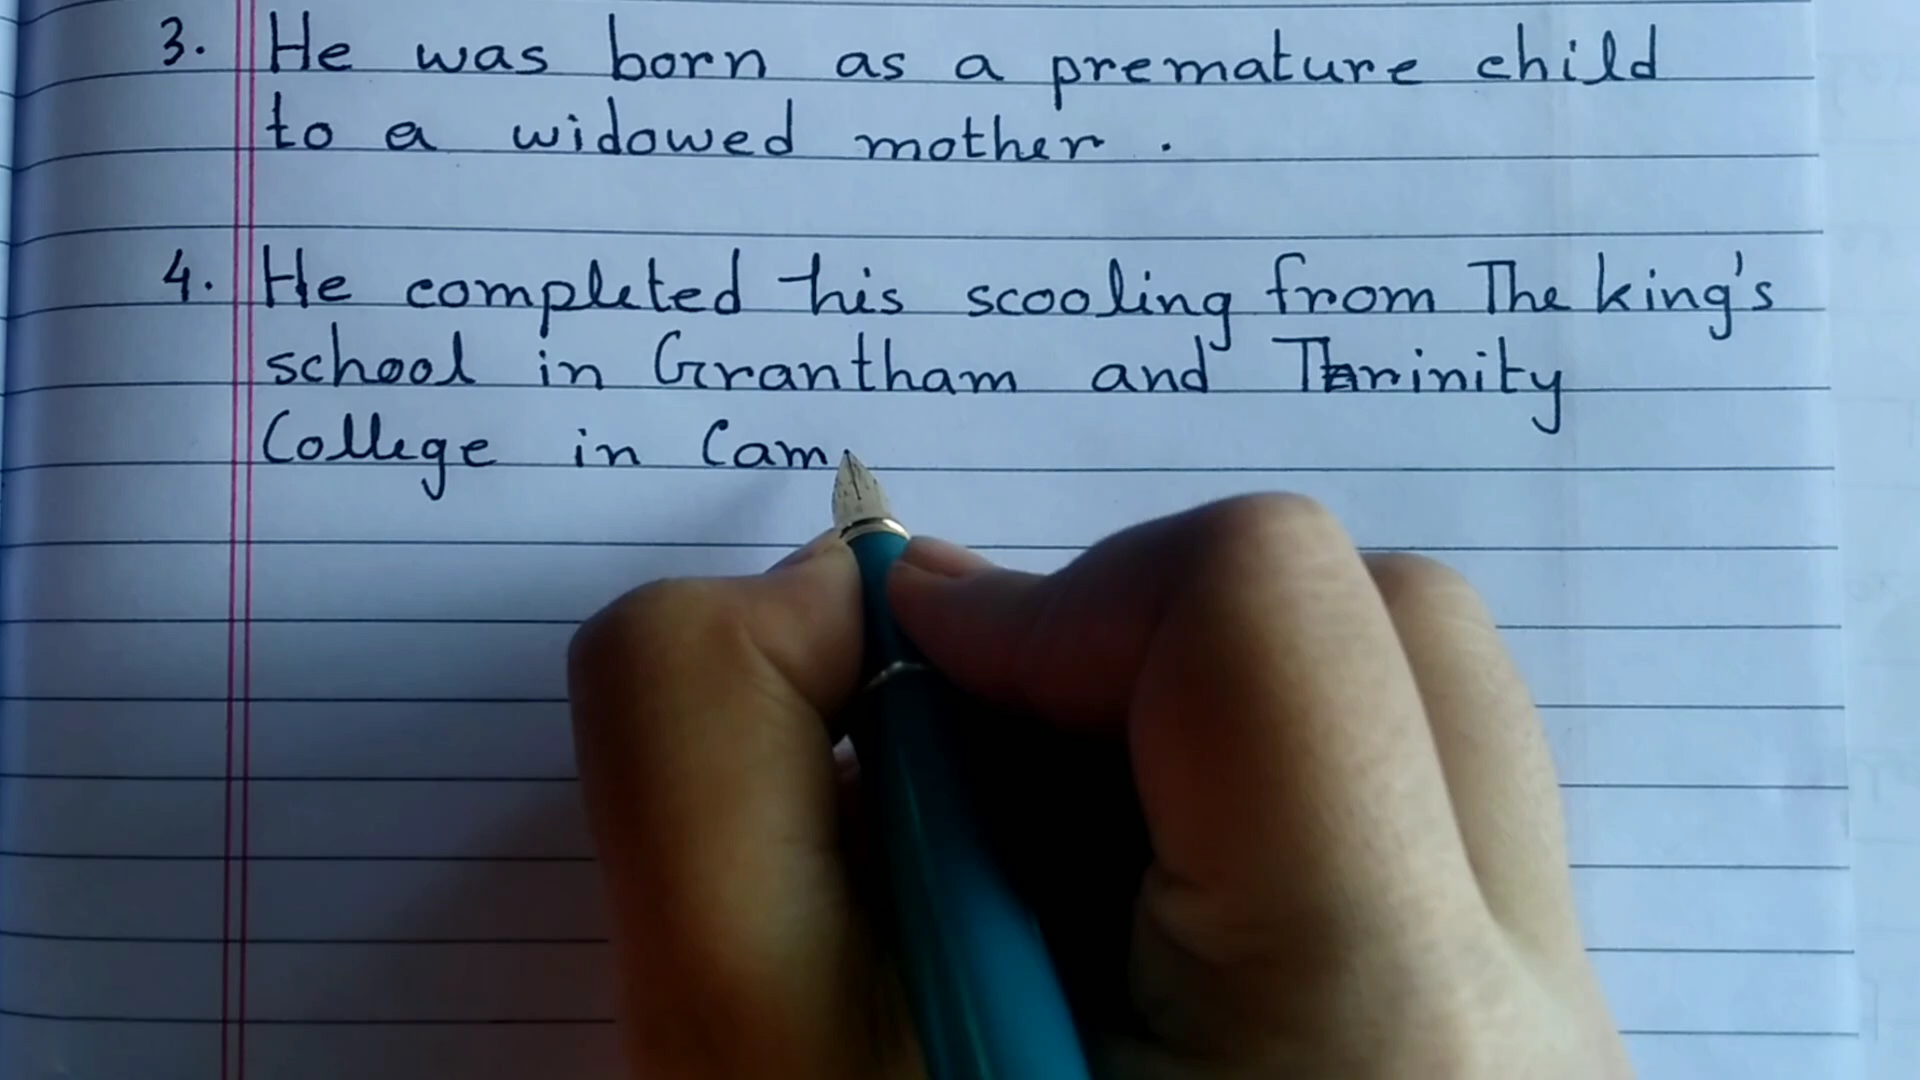 3. He was born as a premature child
to a widowed mother.
4. He completed his scooling from The king's
school in Grantham and Trinity
College in Cam